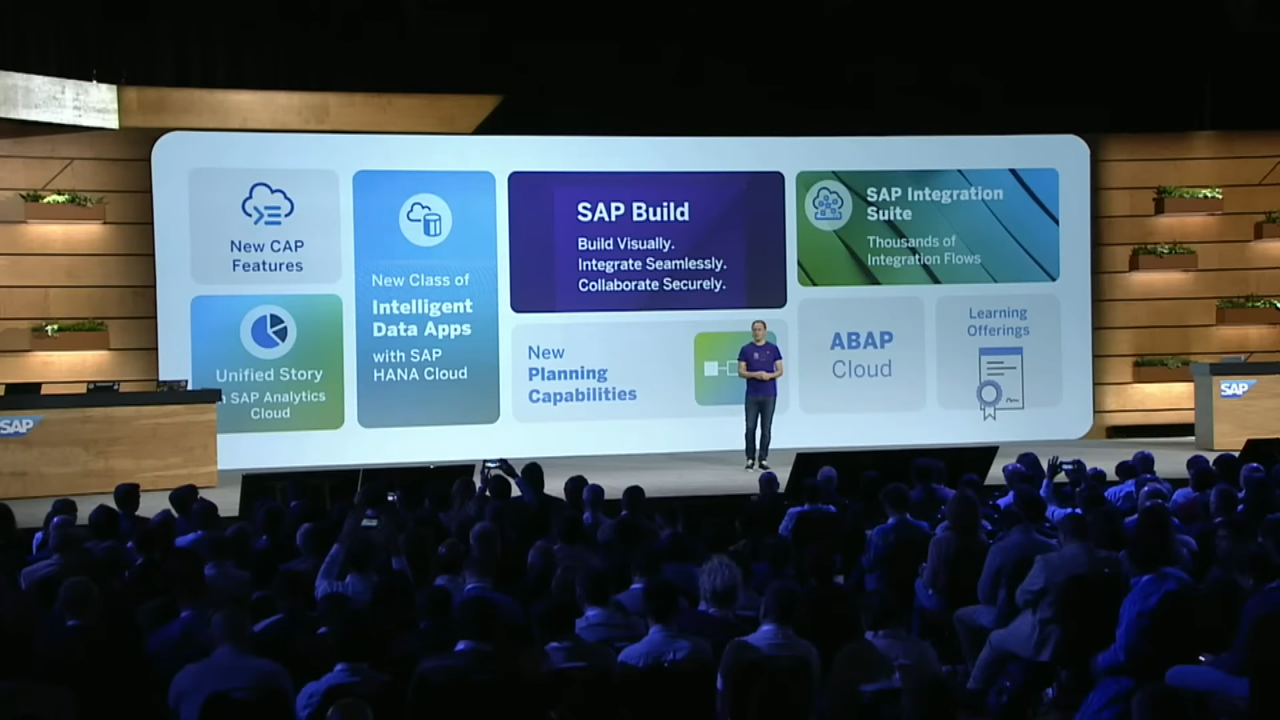 New CAP
Features
Unified Story
SAP Analytics
Cloud
New Class of
Intelligent
Data Apps
with SAP
HANA Cloud
SAP Build
Build Visually.
Integrate Seamlessly.
Collaborate Securely.
New
Planning
Capabilities
SAP Integration
Suite
Thousands of
Integration Flows
ABAP
Cloud
Learning
Offerings
SAP
SAP